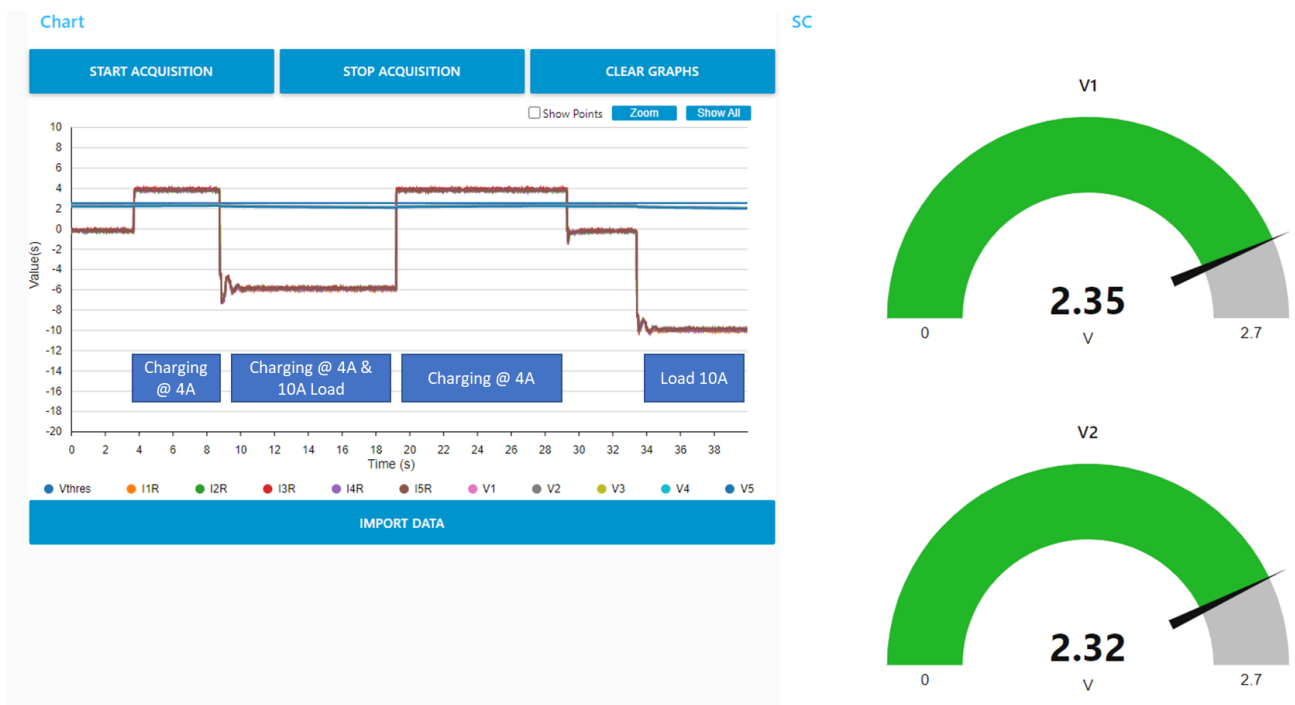 Chart
START ACQUISITION
STOP ACQUISITION
CLEAR GRAPHS
Show Points
Zoom
Show All
10
8
6
4
2
0
-2
-4
-6
-8
-10
-12
-14
-16
-18
-20
Value(s)
Charging
@ 4A
Charging @ 4A &
10A Load
Charging @ 4A
Load 10A
0 2 4 6 8 10 12 14 16 18 20 22 24 26 28 30 32 34 36 38
Time (s)
Vthres I1R I2R I3R I4R I5R V1 V2 V3 V4 V5
IMPORT DATA
SC
V1
2.35
V
0 2.7
V2
2.32
V
0 2.7